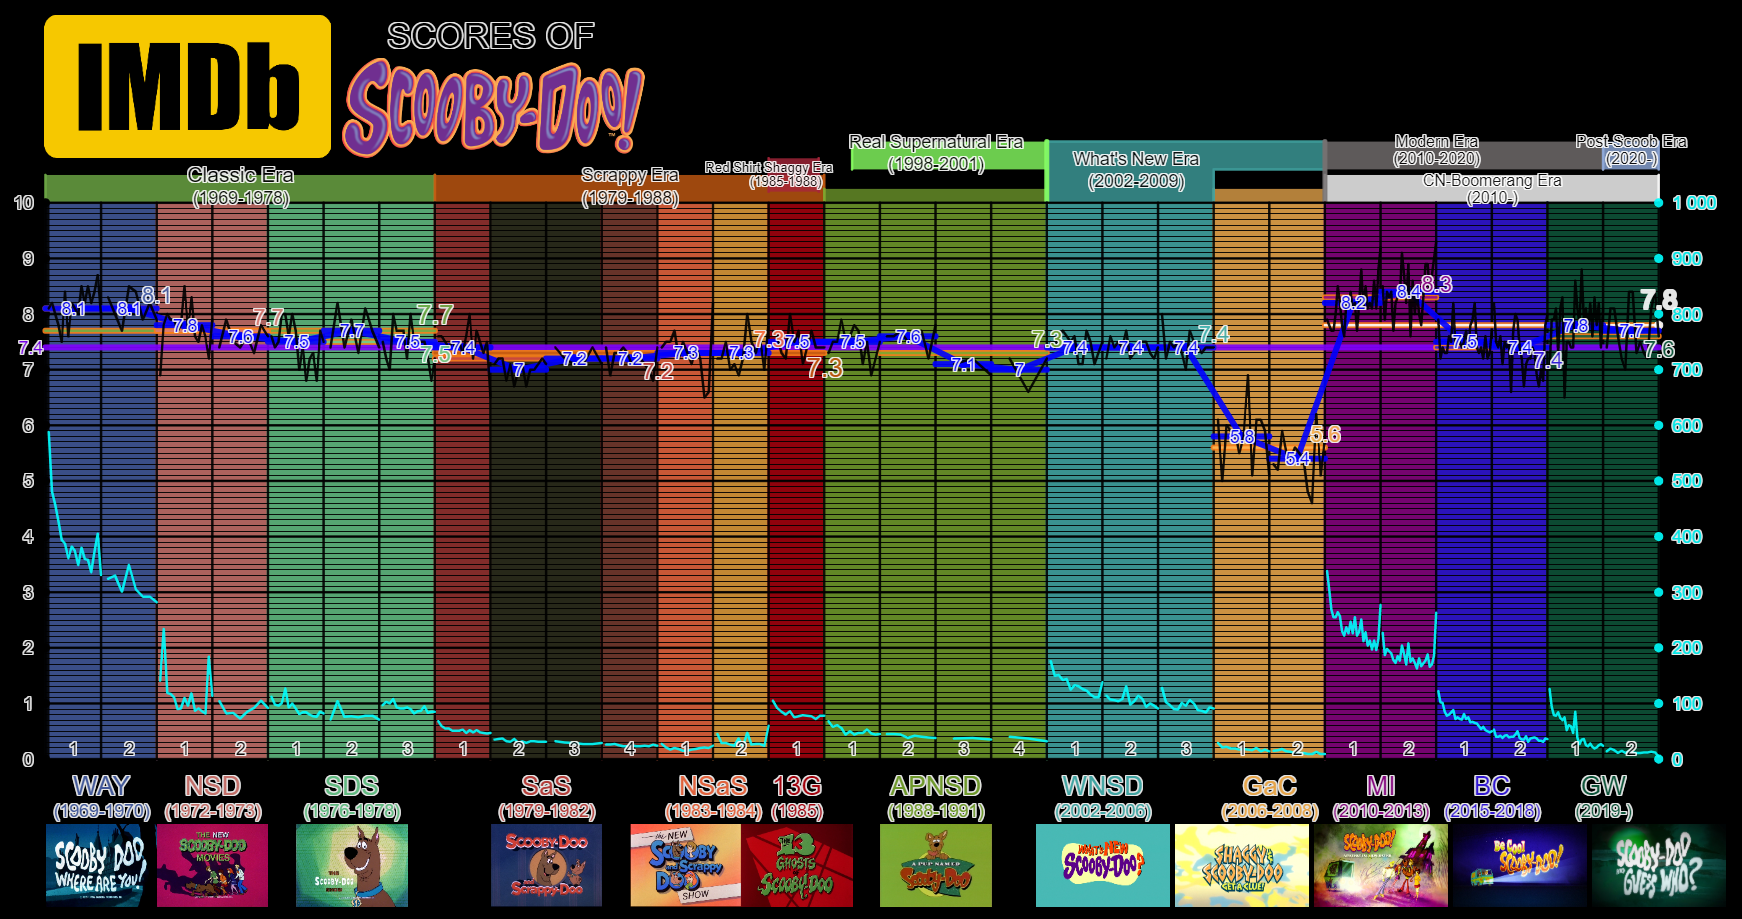 IMDb
SCORES OF
SCOOBY-DOO!
TM
Classic Era
(1969-1978)
Scrappy Era
(1979-1988)
Red Shirt Shaggy Era
(1985-1988)
Real Supernatural Era
(1998-2001)
What's New Era
(2002-2009)
Modern Era
(2010-2020)
Post-Scoob Era
(2020-)
CN-Boomerang Era
(2010-)
10
9
8
7.4
7
6
5
4
3
2
1
0
1 000
900
800
700
600
500
400
300
200
100
0
8.1 8.1 8.1
7.8 7.6 7.7
7.5 7.7 7.5 7.7
7.5 7.4 7 7.2 7.2 7.2
7.3 7.3 7.3
7.5 7.3
7.5 7.6 7.1 7 7.3
7.4 7.4 7.4 7.4
5.8 5.4 5.6
8.2 8.4 8.3
7.5 7.4 7.4
7.8 7.7 7.8
7.6
1 2 1 2 1 2 3 1 2 3 4 1 2 1 1 2 3 4 1 2 3 1 2 1 2 1 2 1 2
WAY NSD SDS SaS NSaS 13G APNSD WNSD GaC MI BC GW
(1969-1970) (1972-1973) (1976-1978) (1979-1982) (1983-1984) (1985) (1988-1991) (2002-2006) (2006-2008) (2010-2013) (2015-2018) (2019-)
SCOOBY DOO
WHERE ARE YOU!
THE NEW
SCOOBY-DOO
MOVIES
THE
SCOOBY-DOO
SHOW
SCOOBY-DOO
AND
SCRAPPY-DOO
the NEW
SCOOBY
and SCRAPPY
DOO
SHOW
13
GHOSTS
OF
SCOOBY-DOO
A PUP NAMED
SCOOBY-DOO
WHAT'S NEW
SCOOBY-DOO?
SHAGGY &
SCOOBY-DOO
GET A CLUE!
SCOOBY-DOO!
BE COOL
SCOOBY-DOO!
SCOOBY-DOO
AND
GUESS WHO?